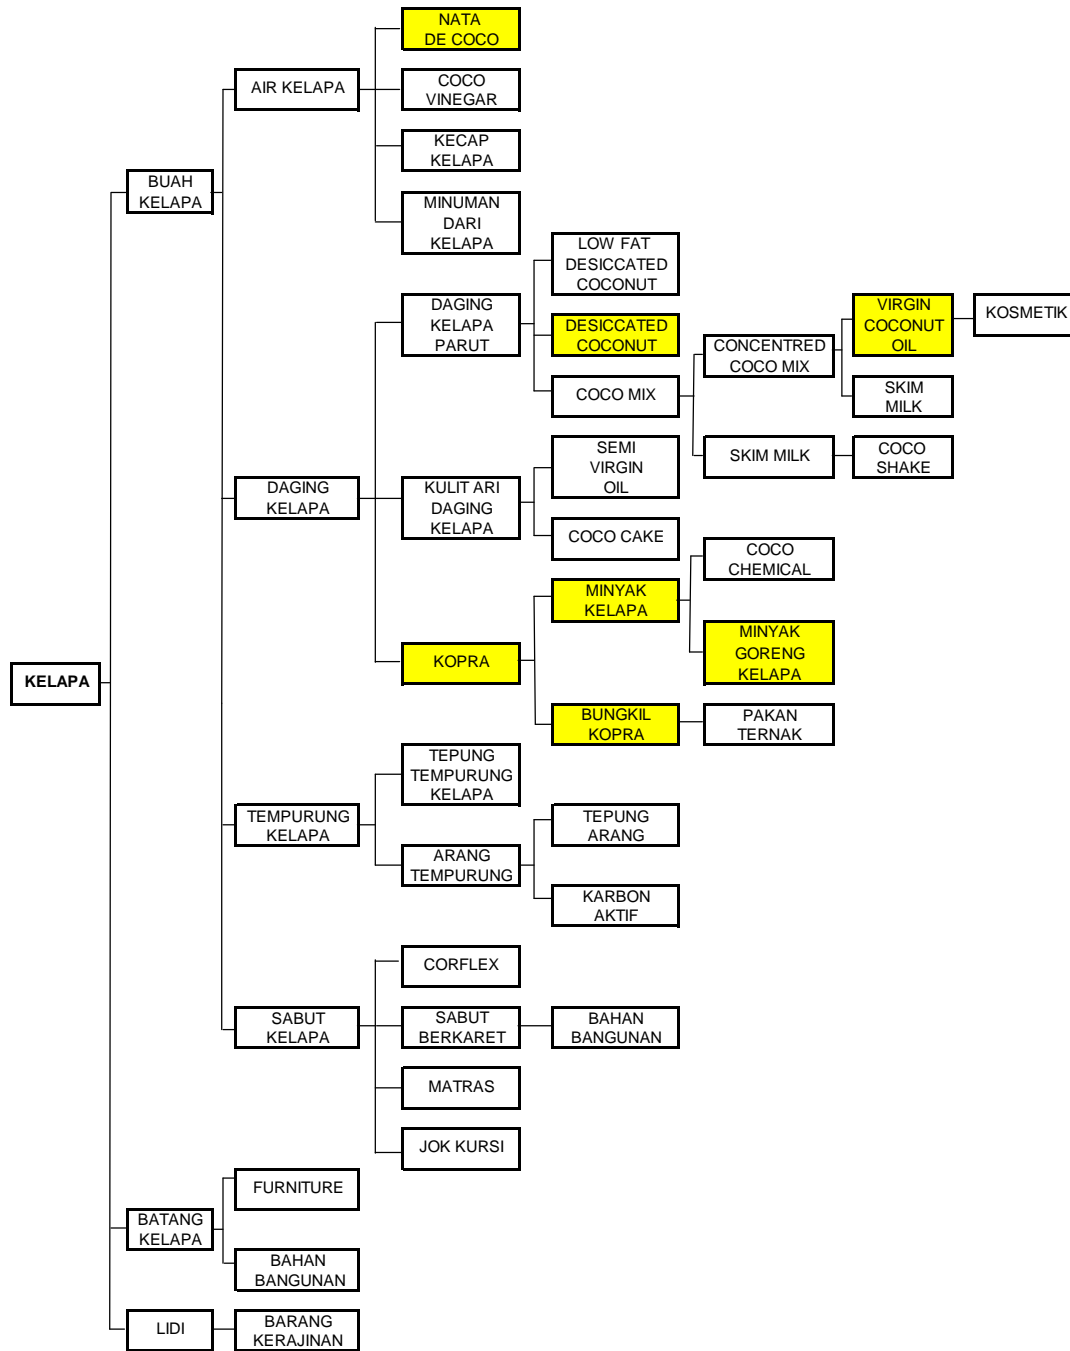 NATA
DE COCO
AIR KELAPA
COCO
VINEGAR
KECAP
KELAPA
BUAH
KELAPA
MINUMAN
DARI
KELAPA
LOW FAT
DESICCATED
COCONUT
DAGING
KELAPA
PARUT
DESICCATED
COCONUT
VIRGIN
COCONUT
OIL
KOSMETIK
CONCENTRED
COCO MIX
COCO MIX
SKIM
MILK
SEMI
VIRGIN
OIL
SKIM MILK
COCO
SHAKE
DAGING
KELAPA
KULIT ARI
DAGING
KELAPA
COCO CAKE
COCO
CHEMICAL
MINYAK
KELAPA
MINYAK
GORENG
KELAPA
KELAPA
KOPRA
BUNGKIL
KOPRA
PAKAN
TERNAK
TEPUNG
TEMPURUNG
KELAPA
TEMPURUNG
KELAPA
TEPUNG
ARANG
ARANG
TEMPURUNG
KARBON
AKTIF
CORFLEX
SABUT
KELAPA
SABUT
BERKARET
BAHAN
BANGUNAN
MATRAS
JOK KURSI
FURNITURE
BATANG
KELAPA
BAHAN
BANGUNAN
LIDI
BARANG
KERAJINAN